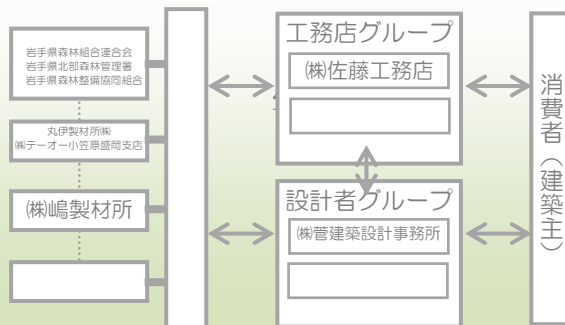 岩手県森林組合連合会
岩手県北部森林管理署
岩手県森林整備協同組合
丸伊製材所㈱
㈱テーオー小笠原盛岡支店
㈱嶋製材所
工務店グループ
㈱佐藤工務店
設計者グループ
㈱菅建築設計事務所
消費者（建築主）